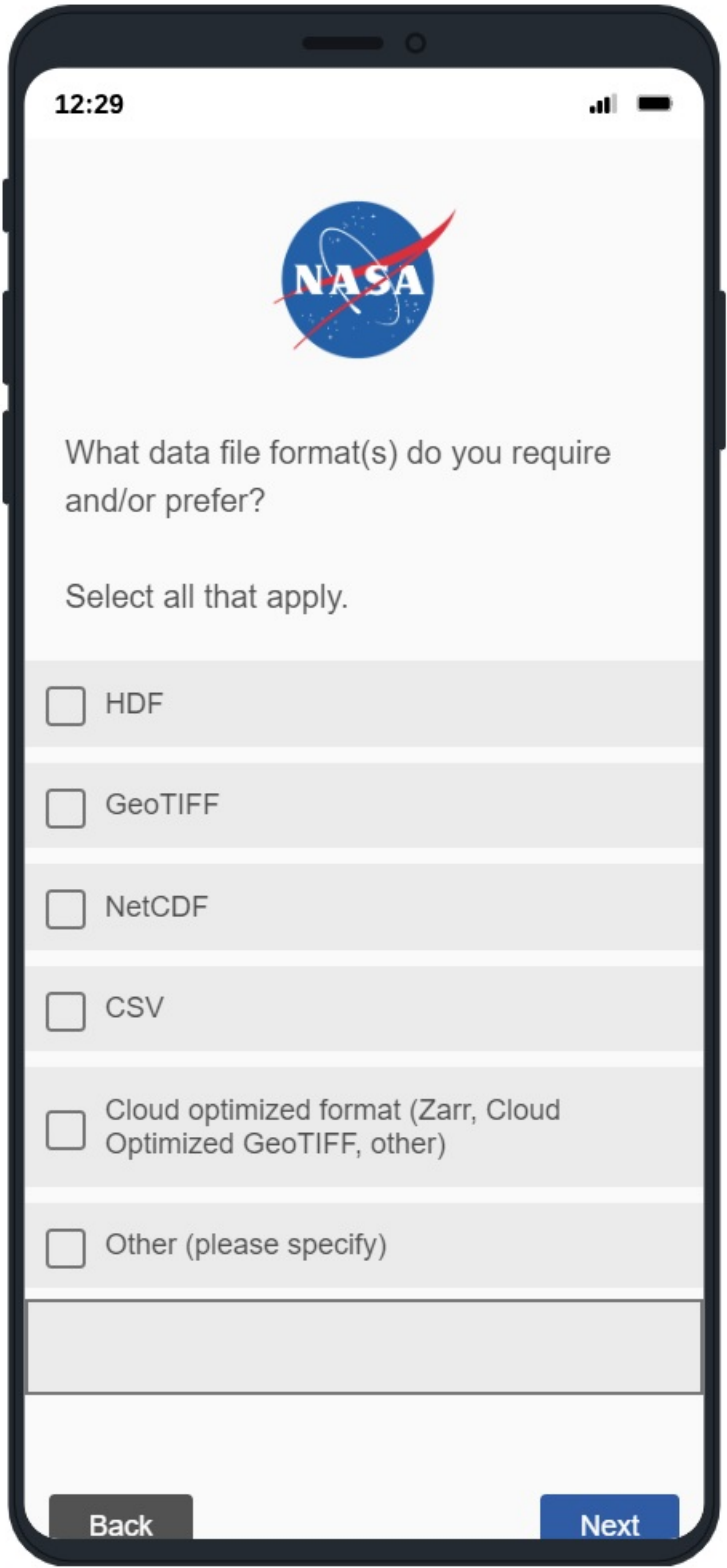 12:29
NASA
What data file format(s) do you require
and/or prefer?
Select all that apply.
HDF
GeoTIFF
NetCDF
CSV
Cloud optimized format (Zarr, Cloud
Optimized GeoTIFF, other)
Other (please specify)
Back
Next